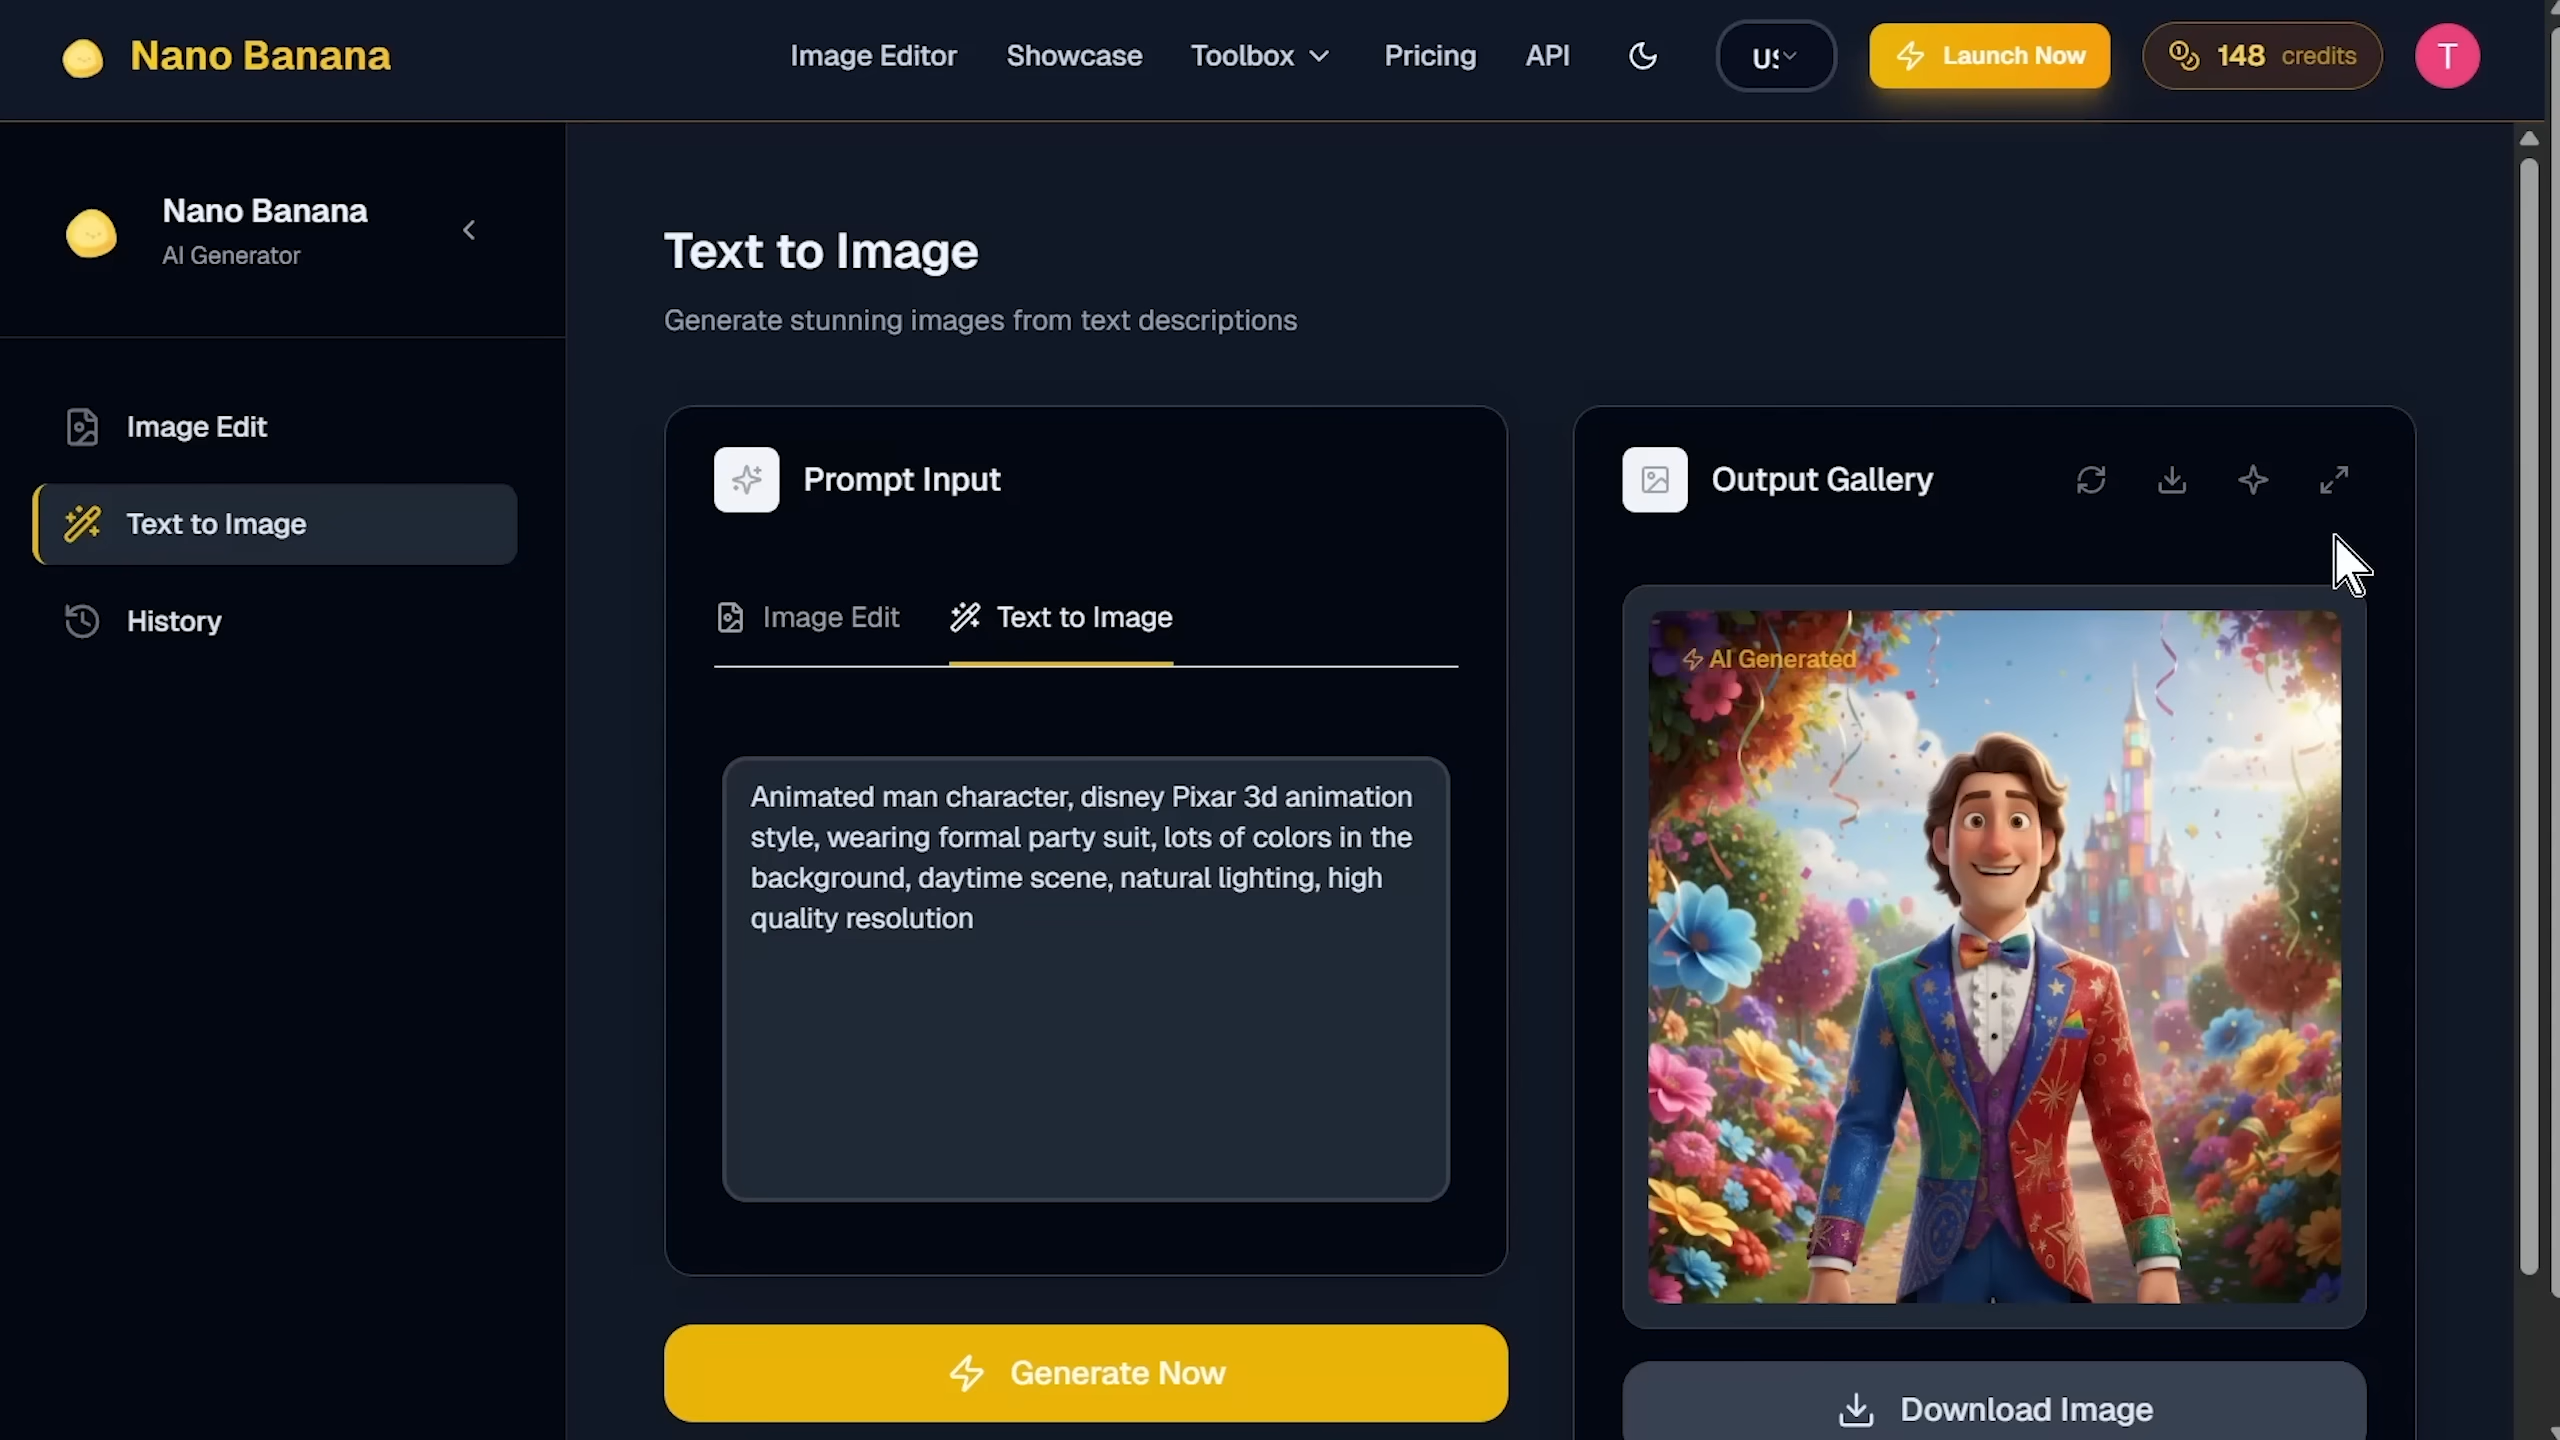 Nano Banana
Image Editor
Showcase
Toolbox
Pricing
API
Launch Now
148 credits
T
Nano Banana
AI Generator
Image Edit
Text to Image
History
Text to Image
Generate stunning images from text descriptions
Prompt Input
Image Edit
Text to Image
Animated man character, disney Pixar 3d animation
style, wearing formal party suit, lots of colors in the
background, daytime scene, natural lighting, high
quality resolution
Generate Now
Output Gallery
AI Generated
Download Image